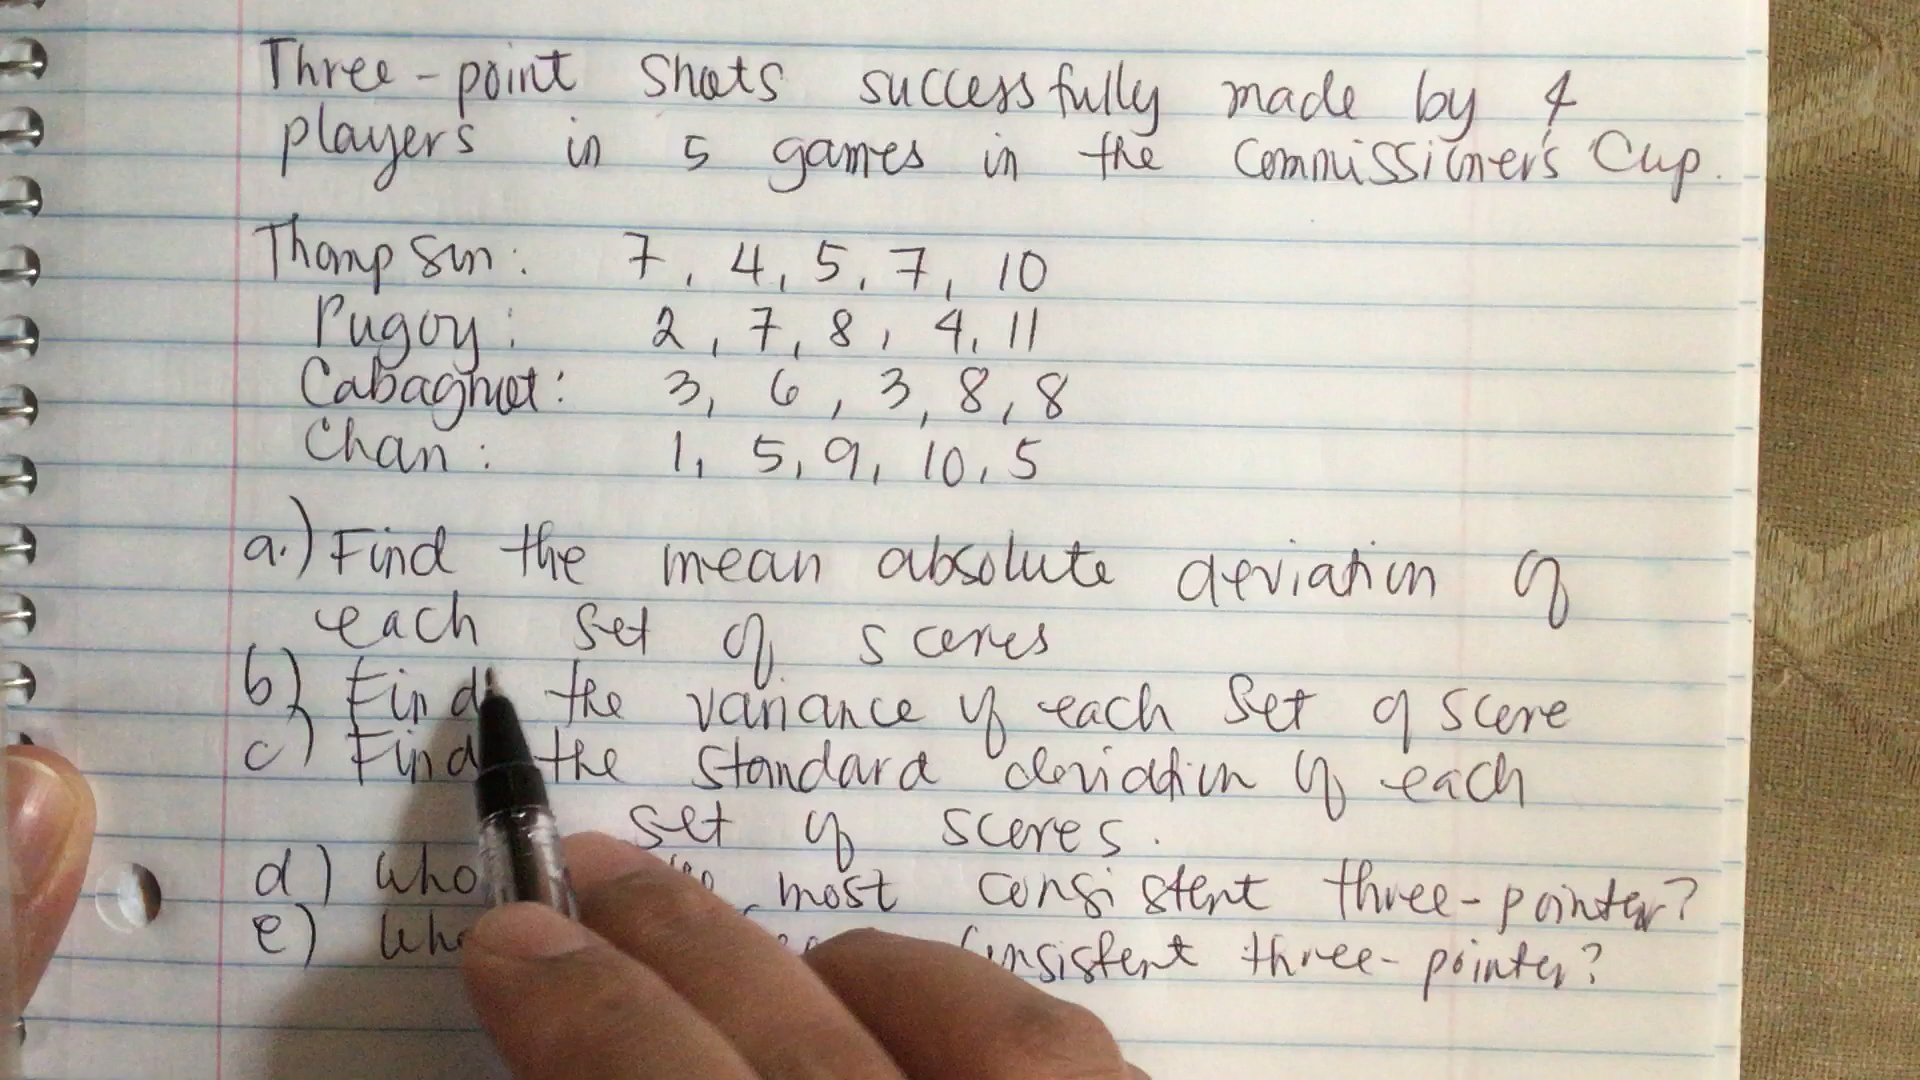 Three-point shots successfully made by 4
players in 5 games in the Commissioner's Cup.
Thompson: 7, 4, 5, 7, 10
Pugoy: 2, 7, 8, 4, 11
Cabagnot: 3, 6, 3, 8, 8
Chan: 1, 5, 9, 10, 5
a.) Find the mean absolute deviation of
each set of scores
b) Find the variance of each set of score
c) Find the standard deviation of each
set of scores.
d) Who most consistent three-pointer?
e) Who consistent three-pointer?